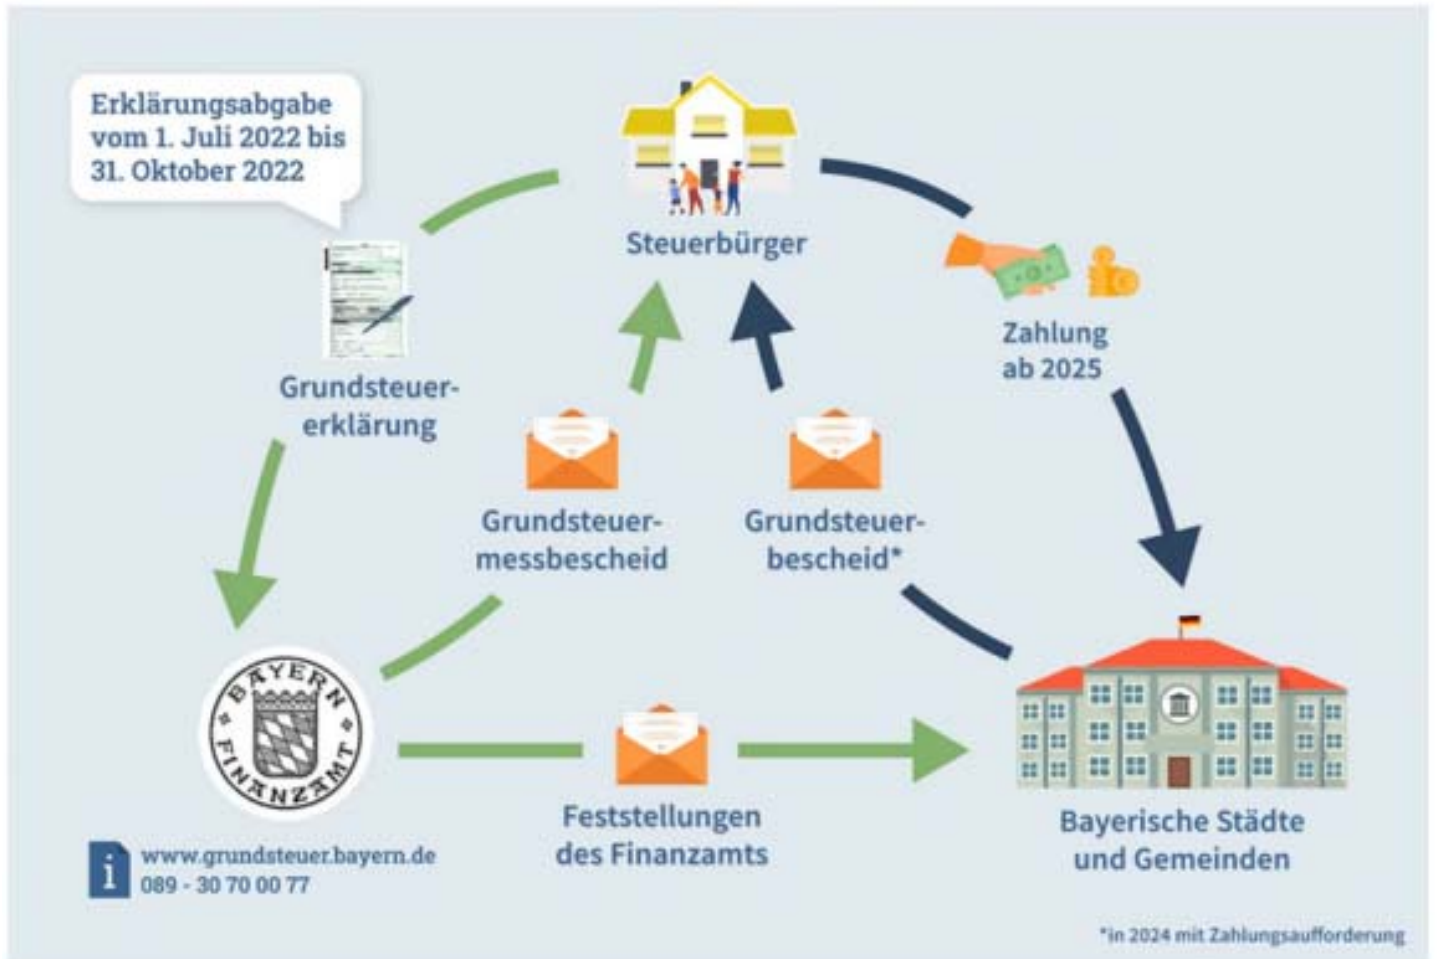 Erklärungsabgabe
vom 1. Juli 2022 bis
31. Oktober 2022
Steuerbürger
Zahlung
ab 2025
Grundsteuer-
erklärung
Grundsteuer-
messbescheid
Grundsteuer-
bescheid*
BAYERN
FINANZAMT
Feststellungen
des Finanzamts
Bayerische Städte
und Gemeinden
i
www.grundsteuer.bayern.de
089 - 30 70 00 77
*in 2024 mit Zahlungsaufforderung